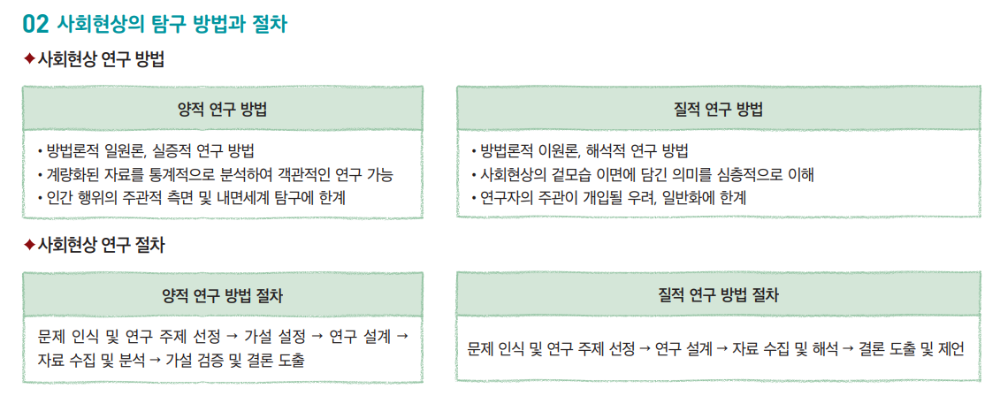 02 사회현상의 탐구 방법과 절차
✦사회현상 연구 방법
양적 연구 방법
• 방법론적 일원론, 실증적 연구 방법
• 계량화된 자료를 통계적으로 분석하여 객관적인 연구 가능
• 인간 행위의 주관적 측면 및 내면세계 탐구에 한계
질적 연구 방법
• 방법론적 이원론, 해석적 연구 방법
• 사회현상의 겉모습 이면에 담긴 의미를 심층적으로 이해
• 연구자의 주관이 개입될 우려, 일반화에 한계
✦사회현상 연구 절차
양적 연구 방법 절차
문제 인식 및 연구 주제 선정 → 가설 설정 → 연구 설계 →
자료 수집 및 분석 → 가설 검증 및 결론 도출
질적 연구 방법 절차
문제 인식 및 연구 주제 선정 → 연구 설계 → 자료 수집 및 해석 → 결론 도출 및 제언